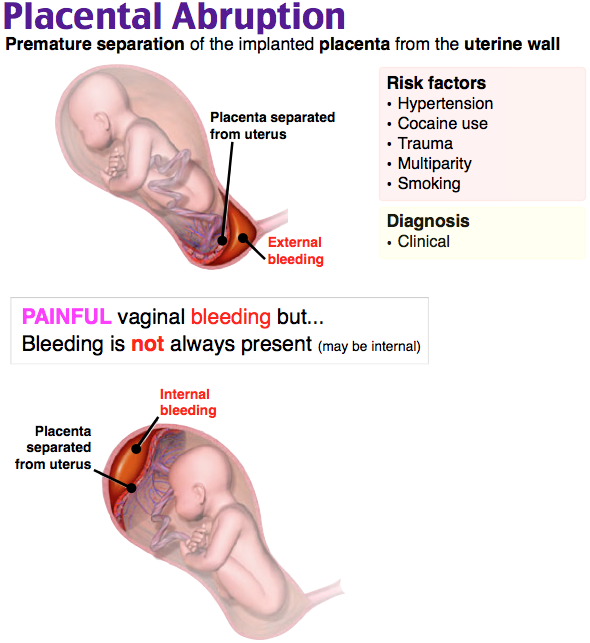 Placental Abruption
Premature separation of the implanted placenta from the uterine wall
Placenta separated
from uterus
External
bleeding
Risk factors
• Hypertension
• Cocaine use
• Trauma
• Multiparity
• Smoking
Diagnosis
• Clinical
PAINFUL vaginal bleeding but...
Bleeding is not always present (may be internal)
Internal
bleeding
Placenta
separated
from uterus